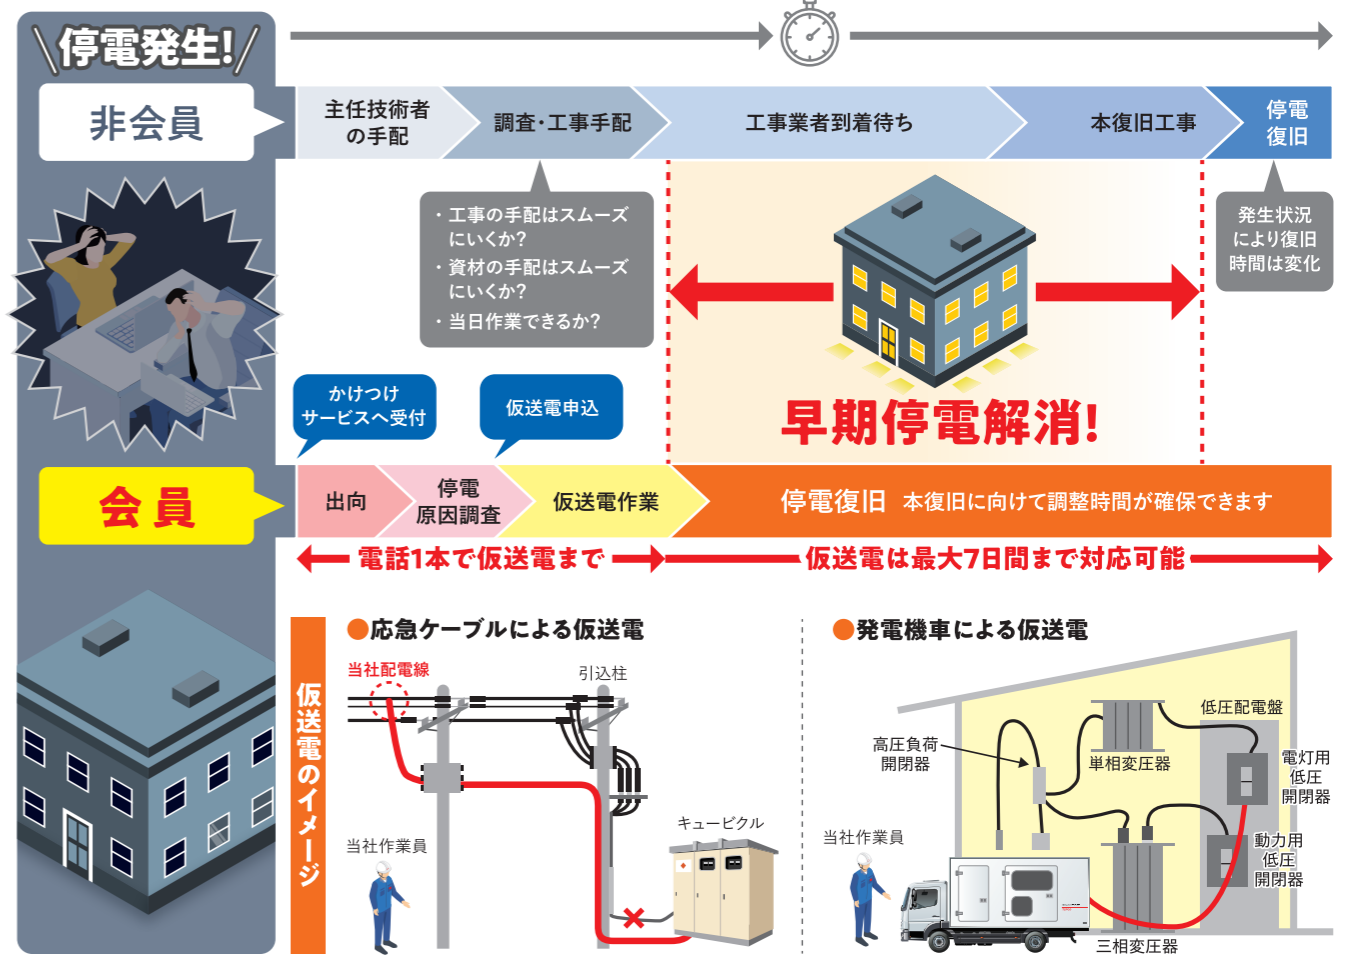 停電発生!
非会員
主任技術者
の手配
調査・工事手配
工事業者到着待ち
本復旧工事
停電
復旧
・工事の手配はスムーズ
にいくか?
・資材の手配はスムーズ
にいくか?
・当日作業できるか?
発生状況
により復旧
時間は変化
早期停電解消!
かけつけ
サービスへ受付
仮送電申込
会員
出向
停電
原因調査
仮送電作業
停電復旧 本復旧に向けて調整時間が確保できます
電話1本で仮送電まで
仮送電は最大7日間まで対応可能
仮送電のイメージ
●応急ケーブルによる仮送電
当社配電線
引込柱
キュービクル
当社作業員
●発電機車による仮送電
低圧配電盤
高圧負荷
開閉器
単相変圧器
電灯用
低圧
開閉器
動力用
低圧
開閉器
当社作業員
三相変圧器